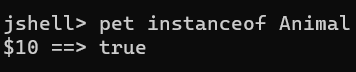 jshell> pet instanceof Animal
$10 ==> true